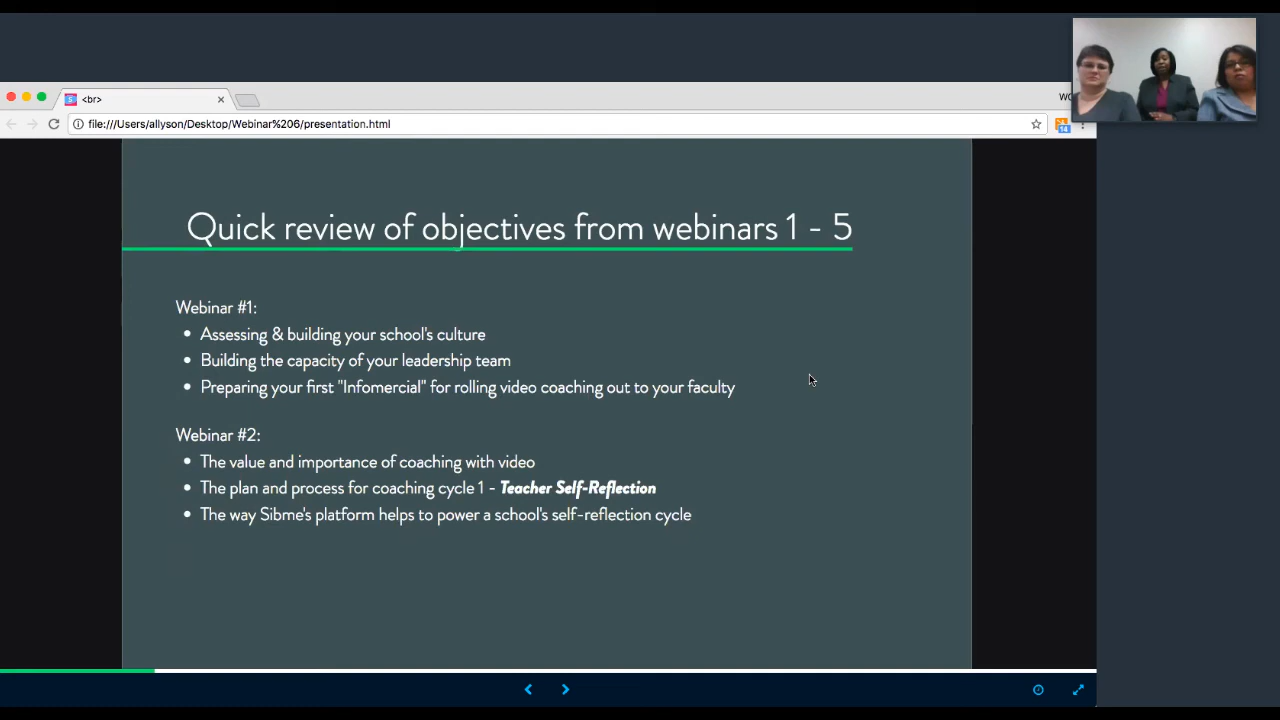 <br>
WO
file:///Users/allyson/Desktop/Webinar%206/presentation.html
14
Quick review of objectives from webinars 1 - 5
Webinar #1:
• Assessing & building your school's culture
• Building the capacity of your leadership team
• Preparing your first "Infomercial" for rolling video coaching out to your faculty
Webinar #2:
• The value and importance of coaching with video
• The plan and process for coaching cycle 1 - Teacher Self-Reflection
• The way Sibme's platform helps to power a school's self-reflection cycle